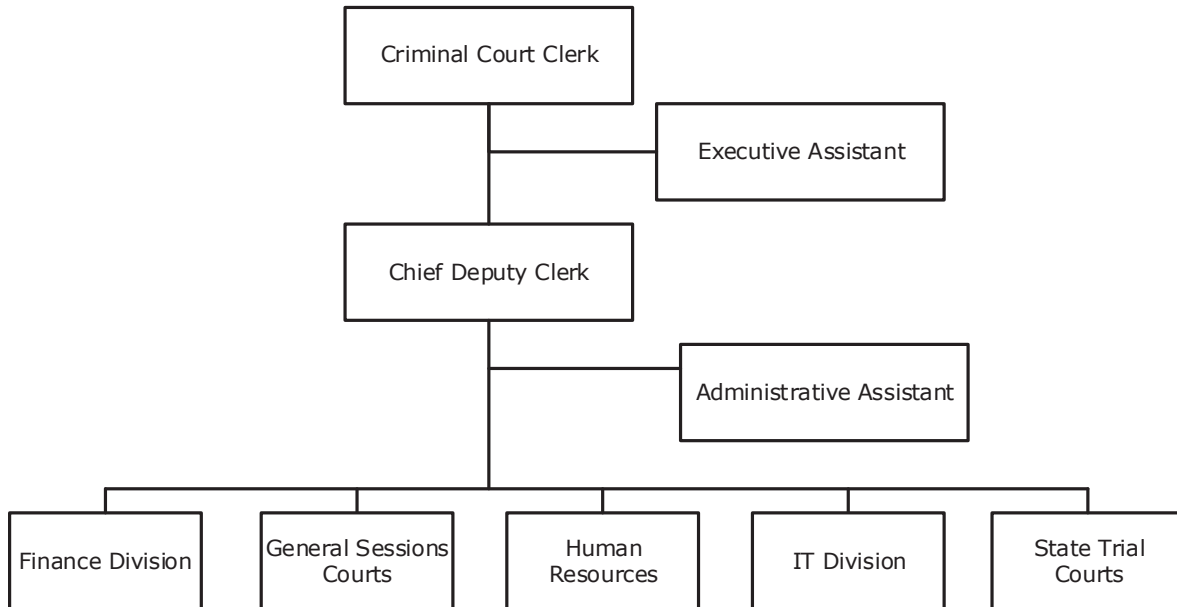 Criminal Court Clerk
Executive Assistant
Chief Deputy Clerk
Administrative Assistant
Finance Division
General Sessions
Courts
Human
Resources
IT Division
State Trial
Courts